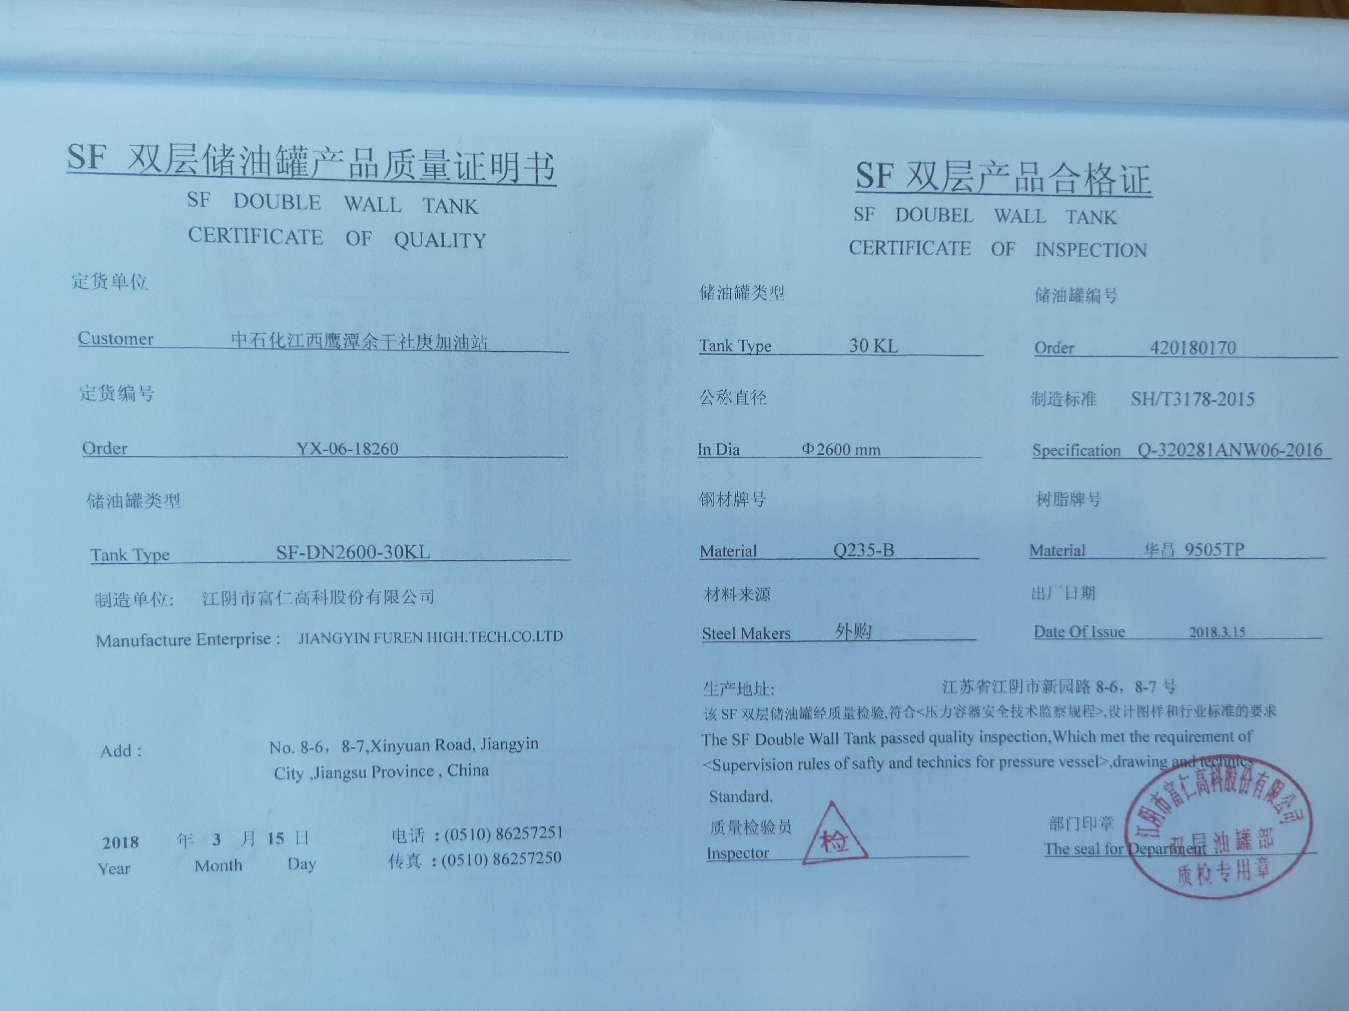 SF 双层储油罐产品质量证明书
SF DOUBLE WALL TANK
CERTIFICATE OF QUALITY
定货单位
Customer 中石化江西鹰潭余干社庚加油站
定货编号
Order YX-06-18260
储油罐类型
Tank Type SF-DN2600-30KL
制造单位: 江阴市富仁高科股份有限公司
Manufacture Enterprise : JIANGYIN FUREN HIGH.TECH.CO.LTD
Add : No. 8-6，8-7,Xinyuan Road, Jiangyin
City ,Jiangsu Province , China
2018 年 3 月 15 日 电话 : (0510) 86257251
Year Month Day 传真 : (0510) 86257250
SF 双层产品合格证
SF DOUBEL WALL TANK
CERTIFICATE OF INSPECTION
储油罐类型 储油罐编号
Tank Type 30 KL Order 420180170
公称直径 制造标准 SH/T3178-2015
In Dia Φ2600 mm Specification Q-320281ANW06-2016
钢材牌号 树脂牌号
Material Q235-B Material 华昌 9505TP
材料来源 出厂日期
Steel Makers 外购 Date Of Issue 2018.3.15
生产地址: 江苏省江阴市新园路 8-6，8-7 号
该 SF 双层储油罐经质量检验,符合<压力容器安全技术监察规程>,设计图样和行业标准的要求
The SF Double Wall Tank passed quality inspection,Which met the requirement of
<Supervision rules of safty and technics for pressure vessel>,drawing and technics
Standard.
质量检验员 部门印章
Inspector The seal for Department
检
江阴市富仁高科股份有限公司
双层油罐部
质检专用章